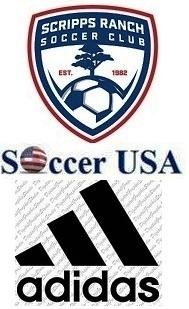 SCRIPPS RANCH
SOCCER CLUB
EST. 1982
Soccer USA
adidas